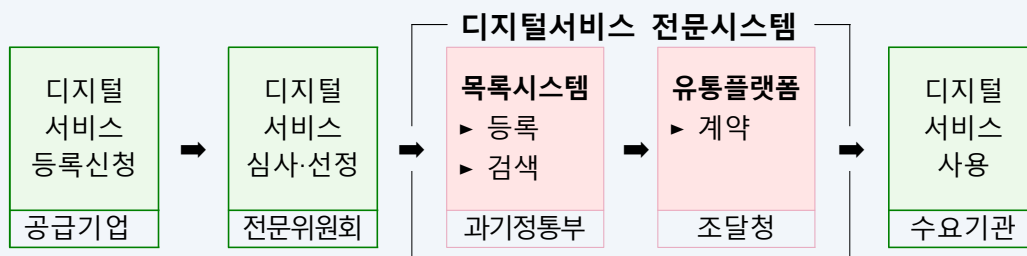 디지털서비스 전문시스템
디지털
서비스
등록신청
공급기업
➡
디지털
서비스
심사·선정
전문위원회
➡
목록시스템
► 등록
► 검색
과기정통부
➡
유통플랫폼
► 계약
조달청
➡
디지털
서비스
사용
수요기관